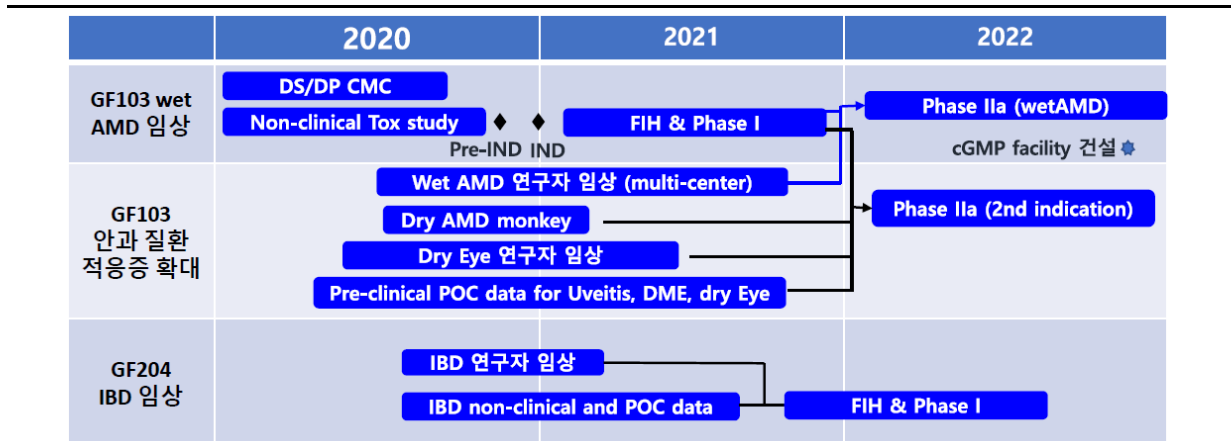 2020
2021
2022
GF103 wet
AMD 임상
DS/DP CMC
Non-clinical Tox study
Pre-IND
IND
FIH & Phase I
Phase IIa (wetAMD)
cGMP facility 건설
GF103
안과 질환
적응증 확대
Wet AMD 연구자 임상 (multi-center)
Dry AMD monkey
Dry Eye 연구자 임상
Pre-clinical POC data for Uveitis, DME, dry Eye
Phase IIa (2nd indication)
GF204
IBD 임상
IBD 연구자 임상
IBD non-clinical and POC data
FIH & Phase I